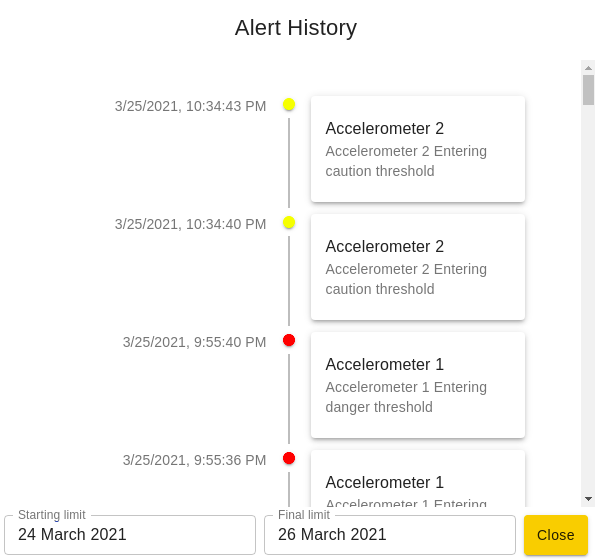 Alert History
3/25/2021, 10:34:43 PM
Accelerometer 2
Accelerometer 2 Entering
caution threshold
3/25/2021, 10:34:40 PM
Accelerometer 2
Accelerometer 2 Entering
caution threshold
3/25/2021, 9:55:40 PM
Accelerometer 1
Accelerometer 1 Entering
danger threshold
3/25/2021, 9:55:36 PM
Accelerometer 1
Accelerometer 1 Entering
Starting limit
24 March 2021
Final limit
26 March 2021
Close